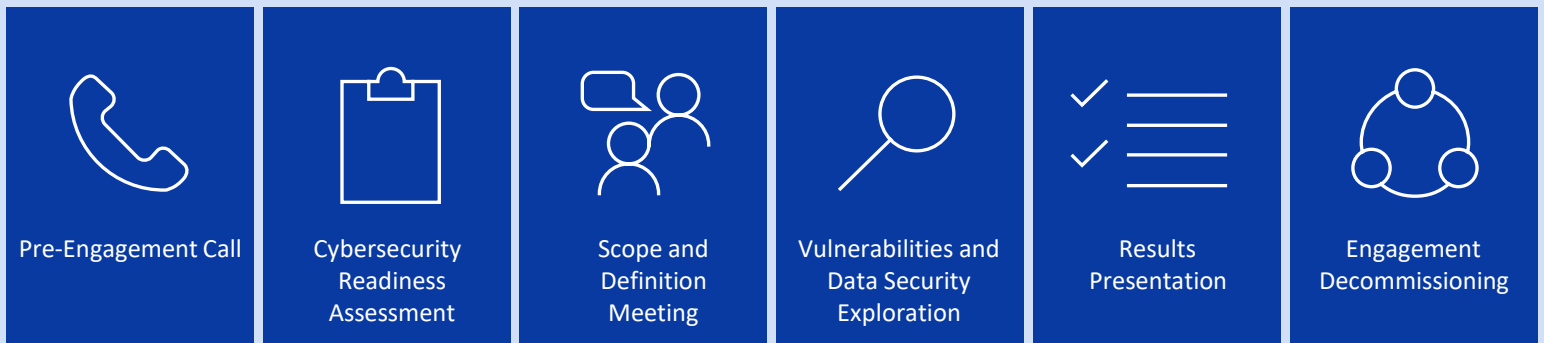 Pre-Engagement Call
Cybersecurity
Readiness
Assessment
Scope and
Definition
Meeting
Vulnerabilities and
Data Security
Exploration
Results
Presentation
Engagement
Decommissioning